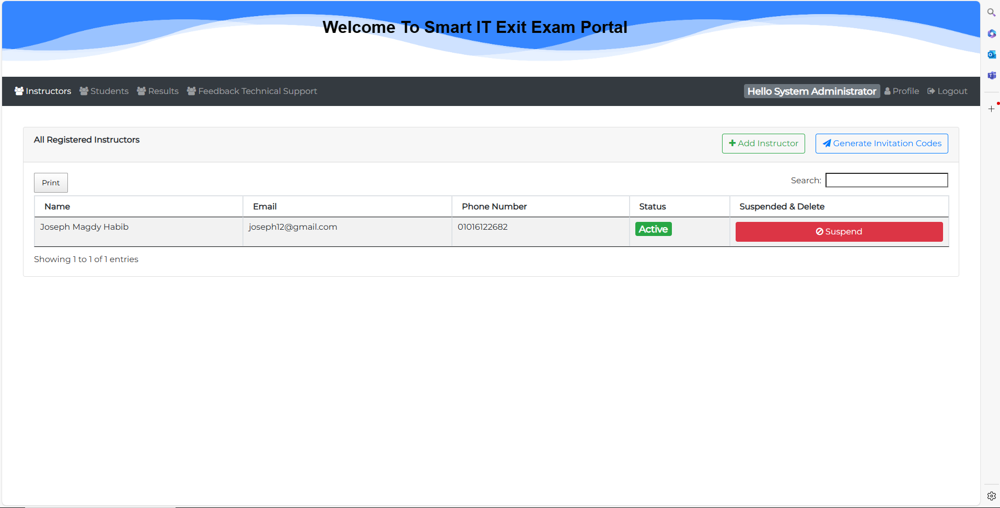 Welcome To Smart IT Exit Exam Portal
Instructors Students Results Feedback Technical Support Hello System Administrator Profile Logout
All Registered Instructors Add Instructor Generate Invitation Codes
Print Search:
Name Email Phone Number Status Suspended & Delete
Joseph Magdy Habib joseph12@gmail.com 01016122682 Active Suspend
Showing 1 to 1 of 1 entries